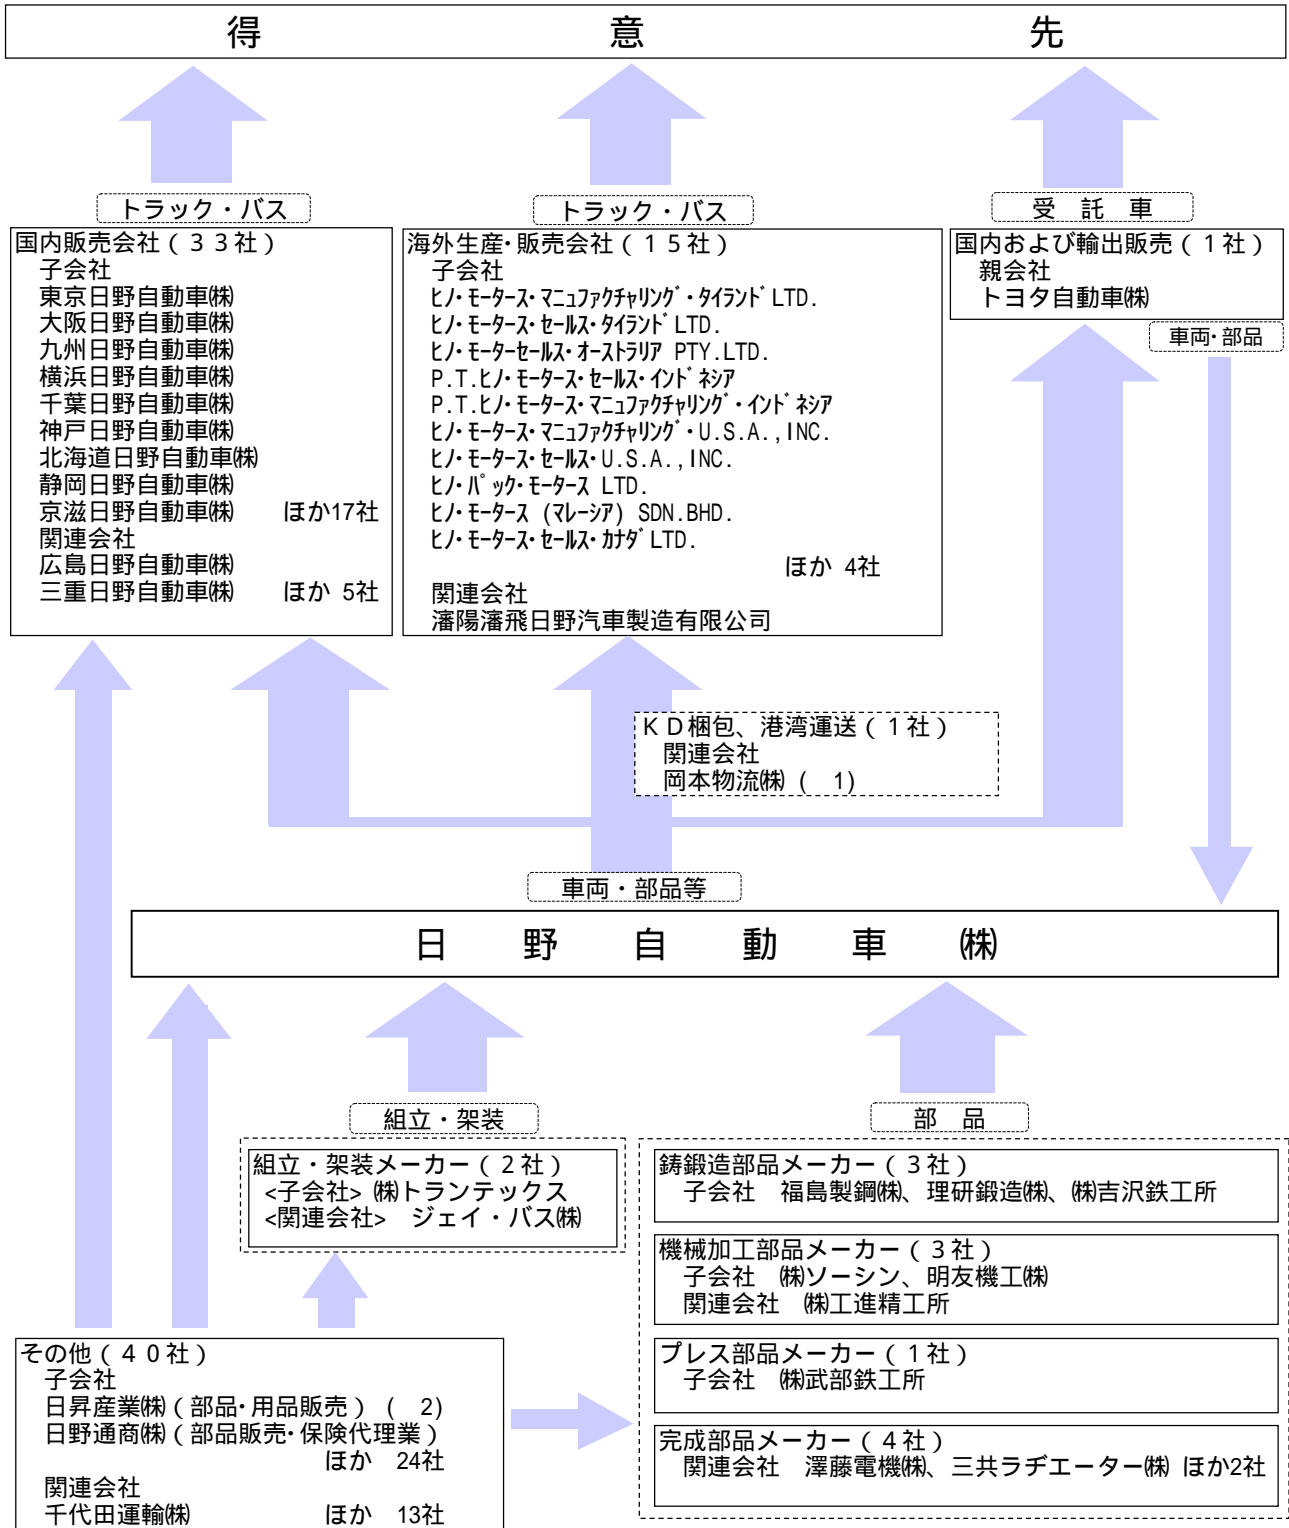 得意先
トラック・バス
トラック・バス
受託車
国内販売会社(33社)
子会社
東京日野自動車㈱
大阪日野自動車㈱
九州日野自動車㈱
横浜日野自動車㈱
千葉日野自動車㈱
神戸日野自動車㈱
北海道日野自動車㈱
静岡日野自動車㈱
京滋日野自動車㈱ ほか17社
関連会社
広島日野自動車㈱
三重日野自動車㈱ ほか 5社
海外生産・販売会社(15社)
子会社
ﾋﾉ･ﾓｰﾀｰｽ･ﾏﾆｭﾌｧｸﾁｬﾘﾝｸﾞ･ﾀｲﾗﾝﾄﾞLTD.
ﾋﾉ･ﾓｰﾀｰｽ･ｾｰﾙｽ･ﾀｲﾗﾝﾄﾞLTD.
ﾋﾉ･ﾓｰﾀｰｾｰﾙｽ･ｵｰｽﾄﾗﾘｱ PTY.LTD.
P.T.ﾋﾉ･ﾓｰﾀｰｽ･ｾｰﾙｽ･ｲﾝﾄﾞﾈｼｱ
P.T.ﾋﾉ･ﾓｰﾀｰｽ･ﾏﾆｭﾌｧｸﾁｬﾘﾝｸﾞ･ｲﾝﾄﾞﾈｼｱ
ﾋﾉ･ﾓｰﾀｰｽ･ﾏﾆｭﾌｧｸﾁｬﾘﾝｸﾞ･U.S.A.,INC.
ﾋﾉ･ﾓｰﾀｰｽ･ｾｰﾙｽ･U.S.A.,INC.
ﾋﾉ･ﾊﾟｯｸ･ﾓｰﾀｰｽ LTD.
ﾋﾉ･ﾓｰﾀｰｽ (ﾏﾚｰｼｱ) SDN.BHD.
ﾋﾉ･ﾓｰﾀｰｽ･ｾｰﾙｽ･ｶﾅﾀﾞLTD.
ほか 4社
関連会社
瀋陽瀋飛日野汽車製造有限公司
国内および輸出販売(1社)
親会社
トヨタ自動車㈱
車両・部品
KD梱包、港湾運送(1社)
関連会社
岡本物流㈱ ( 1)
車両・部品等
日野自動車㈱
組立・架装
部品
組立・架装メーカー(2社)
<子会社> ㈱トランテックス
<関連会社> ジェイ・バス㈱
鋳鍛造部品メーカー(3社)
子会社 福島製鋼㈱、理研鍛造㈱、㈱吉沢鉄工所
機械加工部品メーカー(3社)
子会社 ㈱ソーシン、明友機工㈱
関連会社 ㈱工進精工所
プレス部品メーカー(1社)
子会社 ㈱武部鉄工所
完成部品メーカー(4社)
関連会社 澤藤電機㈱、三共ラヂエーター㈱ ほか2社
その他(40社)
子会社
日昇産業㈱(部品・用品販売) ( 2)
日野通商㈱(部品販売・保険代理業)
ほか 24社
関連会社
千代田運輸㈱ ほか 13社